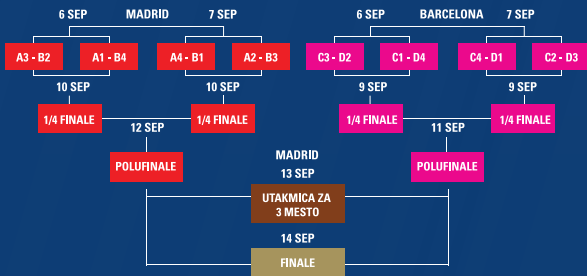 6 SEP MADRID 7 SEP
6 SEP BARCELONA 7 SEP
A3 - B2 A1 - B4 A4 - B1 A2 - B3
C3 - D2 C1 - D4 C4 - D1 C2 - D3
10 SEP 10 SEP 9 SEP 9 SEP
1/4 FINALE 1/4 FINALE 1/4 FINALE 1/4 FINALE
12 SEP 11 SEP
POLUFINALE POLUFINALE
MADRID
13 SEP
UTAKMICA ZA
3 MESTO
14 SEP
FINALE